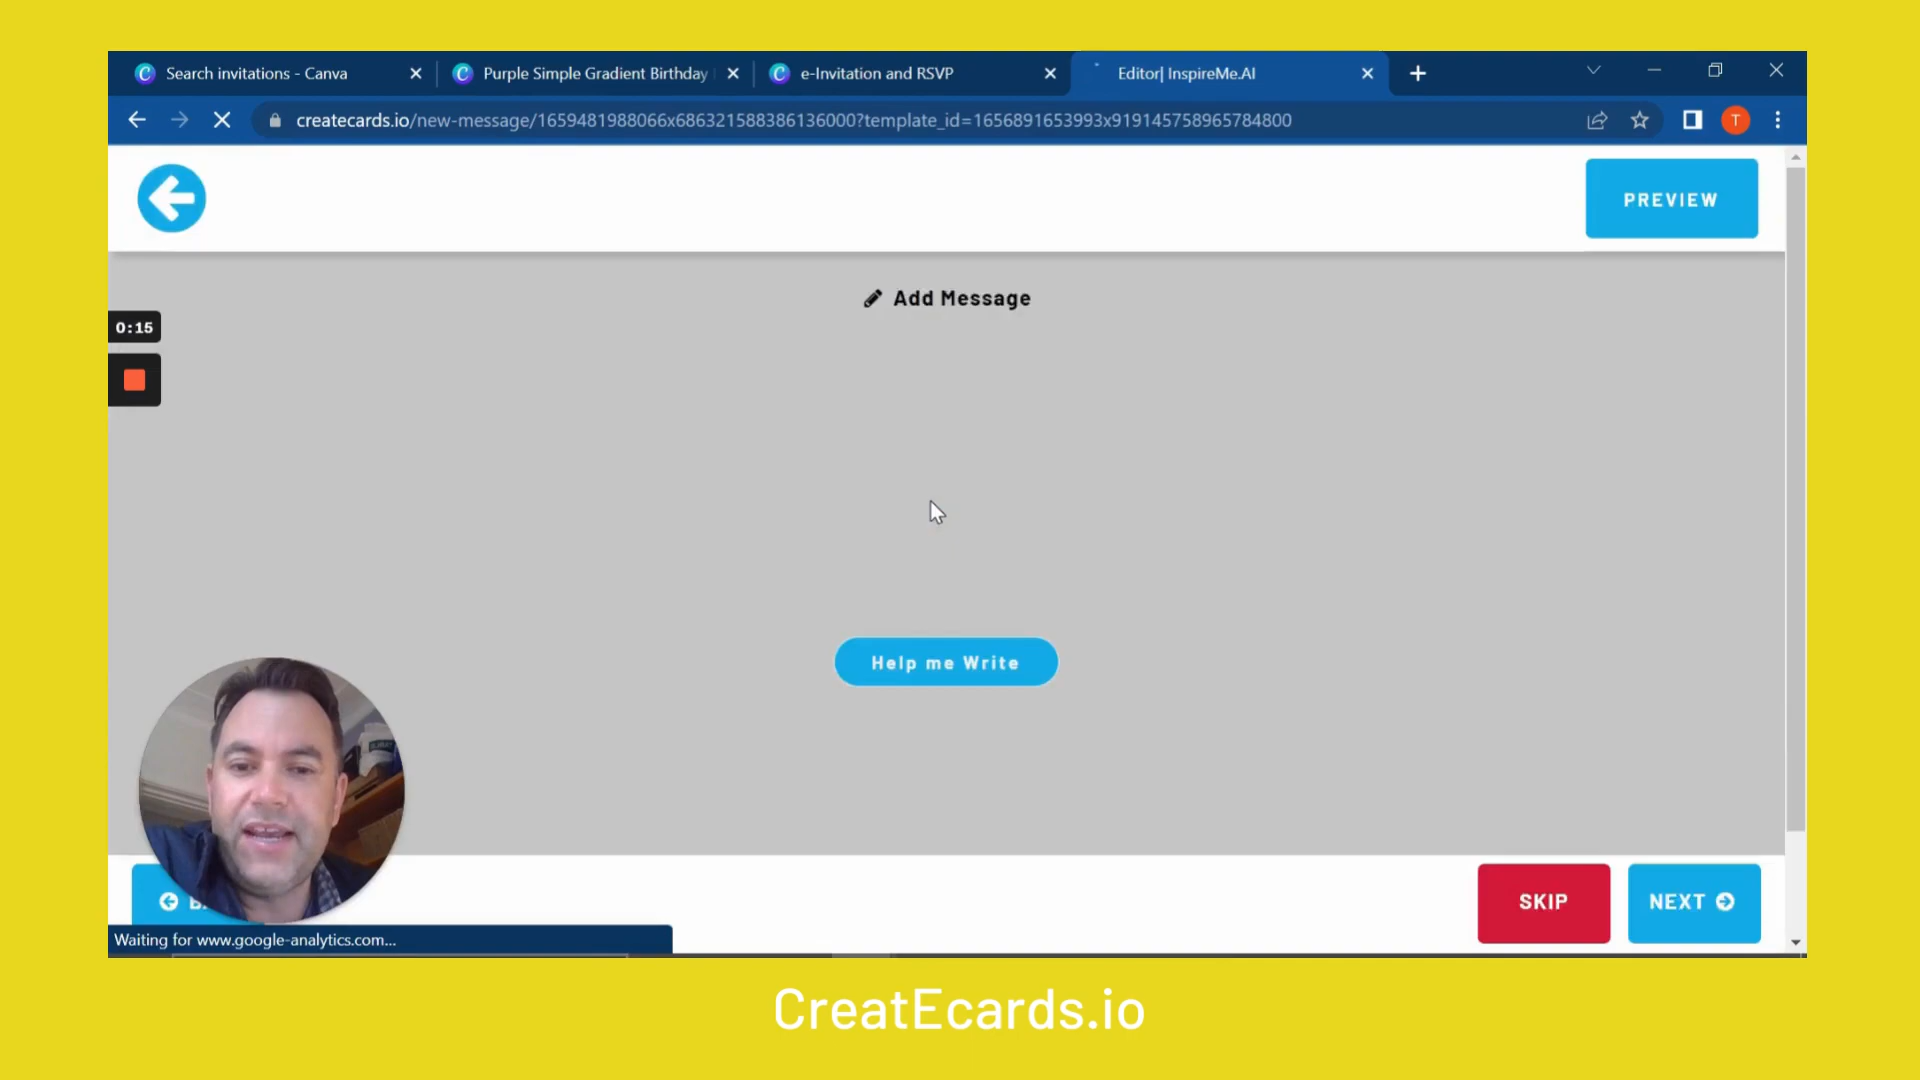 Search invitations - Canva
Purple Simple Gradient Birthday
e-Invitation and RSVP
Editor| InspireMe.AI
createcards.io/new-message/1659481988066x686321588386136000?template_id=1656891653993x919145758965784800
T
PREVIEW
Add Message
0:15
Help me Write
SKIP
NEXT
Waiting for www.google-analytics.com...
CreatEcards.io